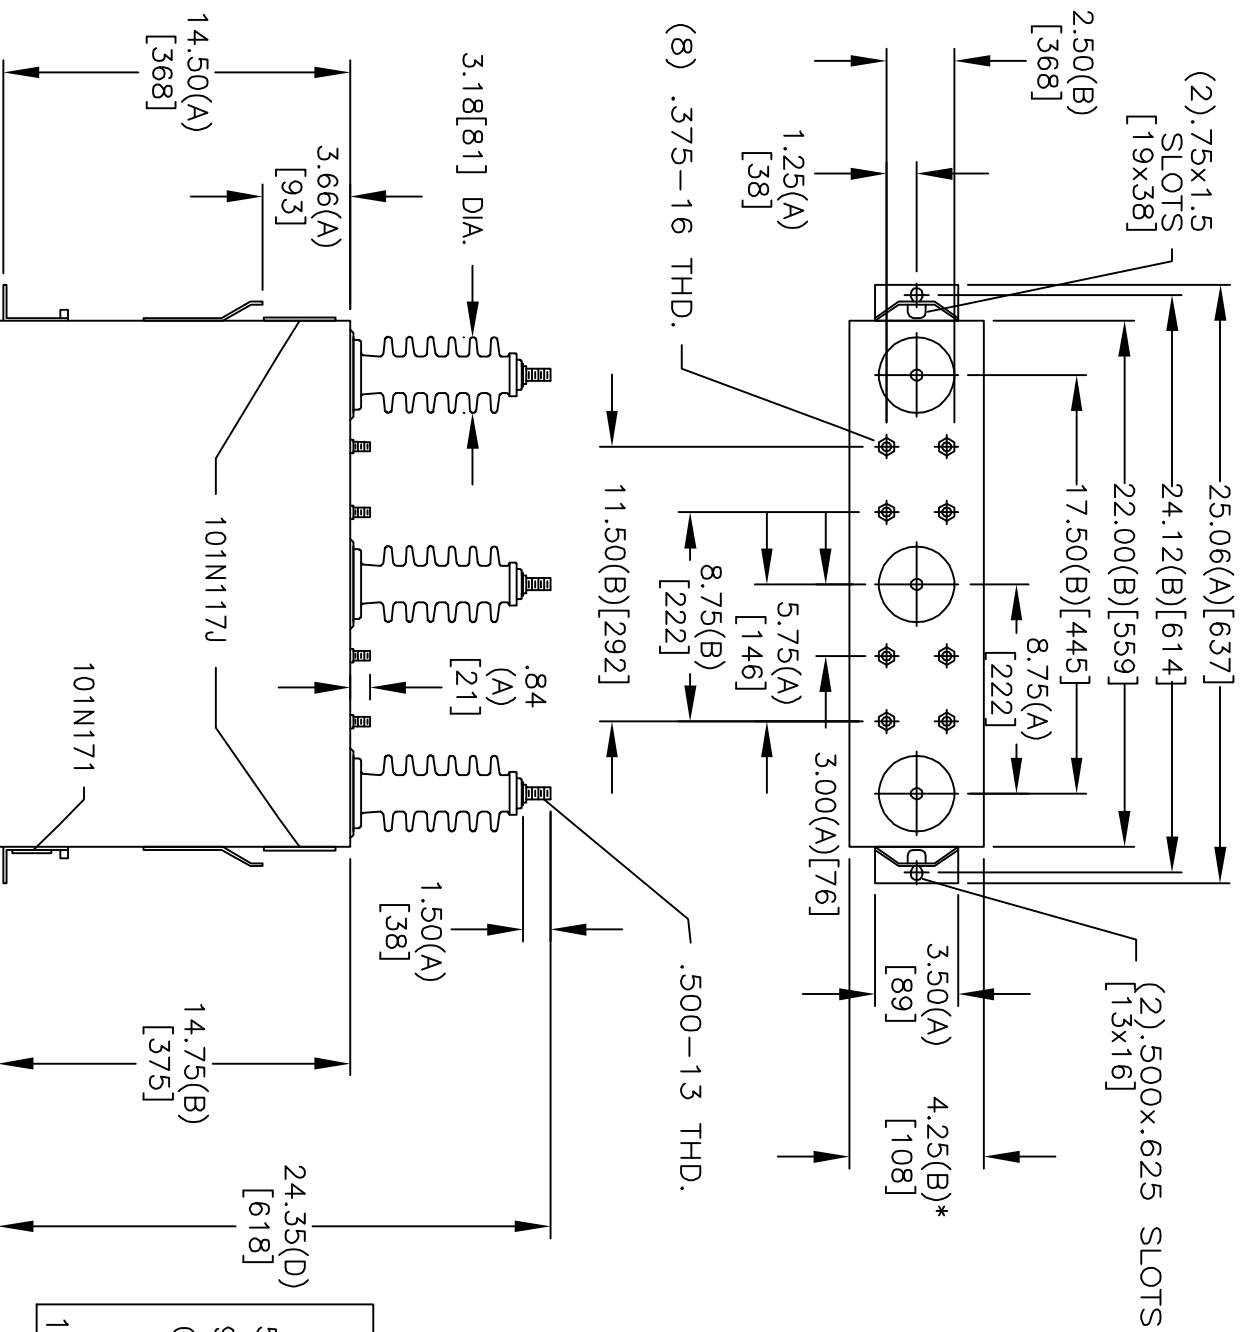 (2).75x1.5
SLOTS
[19x38]
2.50(B)
[368]
1.25(A)
[38]
(8) .375-16 THD.
25.06(A)[637]
24.12(B)[614]
22.00(B)[559]
17.50(B)[445]
8.75(A)
[222]
(2).500x.625 SLOTS
[13x16]
4.25(B)*
[108]
3.50(A)
[89]
3.00(A)[76]
5.75(A)
[146]
8.75(B)
[222]
11.50(B)[292]
.500-13 THD.
3.18[81] DIA.
.84
(A)
[21]
1.50(A)
[38]
3.66(A)
[93]
14.50(A)
[368]
101N117J
101N171
14.75(B)
[375]
24.35(D)
[618]